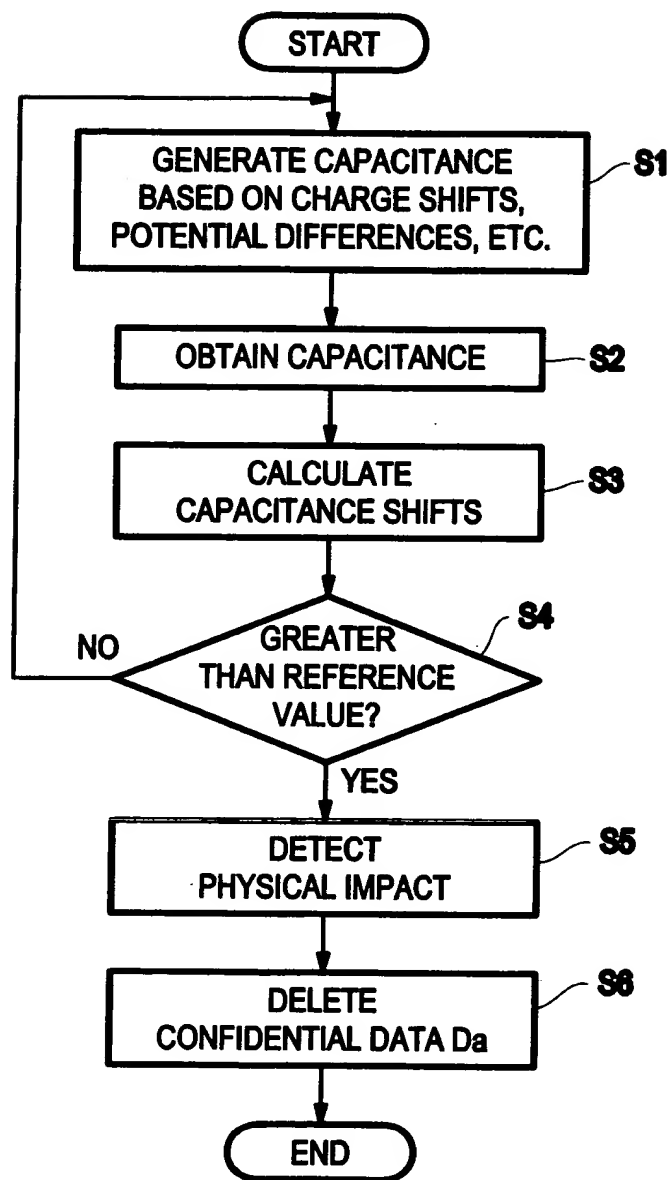 START
GENERATE CAPACITANCE
BASED ON CHARGE SHIFTS,
POTENTIAL DIFFERENCES, ETC.
S1
OBTAIN CAPACITANCE
S2
CALCULATE
CAPACITANCE SHIFTS
S3
GREATER
THAN REFERENCE
VALUE?
S4
NO
YES
DETECT
PHYSICAL IMPACT
S5
DELETE
CONFIDENTIAL DATA Da
S6
END